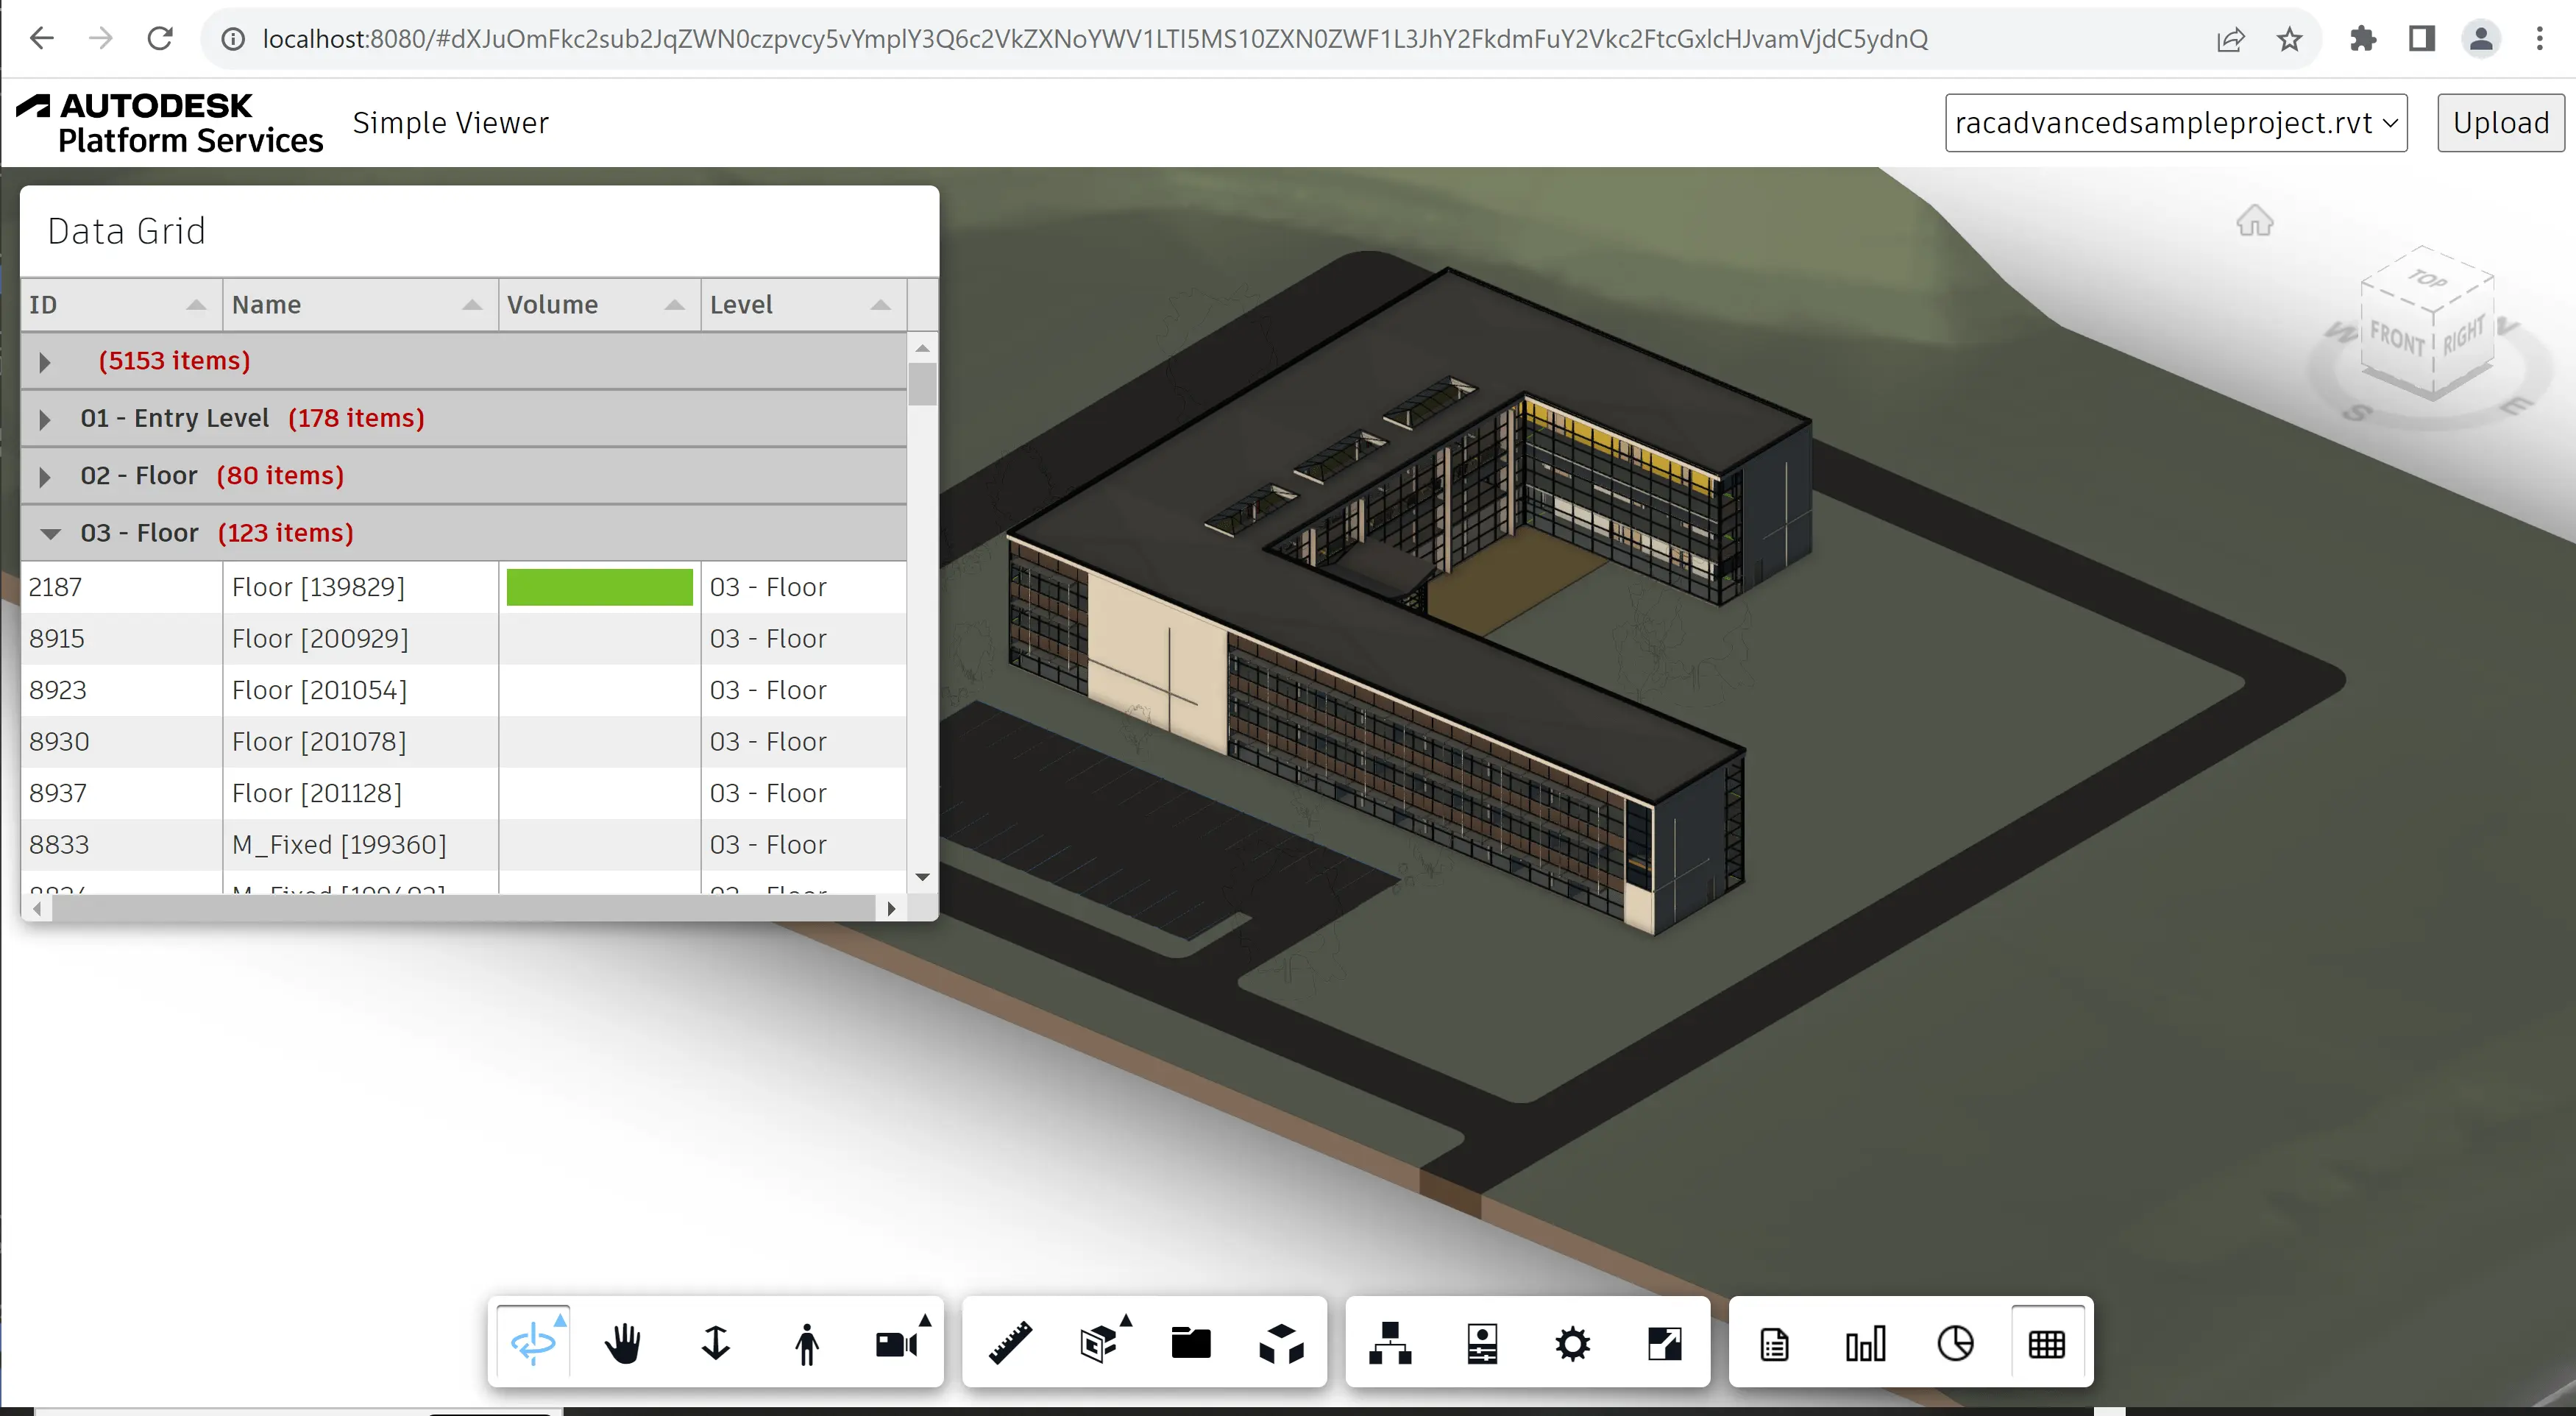 localhost:8080/#dXJuOmFkc2sub2JqZWN0czpvcy5vYmplY3Q6c2VkZXNoYWV1LTI5MS10ZXN0ZWF1L3JhY2FkdmFuY2Vkc2FtcGxlcHJvamVjdC5ydnQ
AUTODESK
Platform Services
Simple Viewer
racadvancedsampleproject.rvt
Upload
Data Grid
ID Name Volume Level
(5153 items)
01 - Entry Level (178 items)
02 - Floor (80 items)
03 - Floor (123 items)
2187 Floor [139829] 03 - Floor
8915 Floor [200929] 03 - Floor
8923 Floor [201054] 03 - Floor
8930 Floor [201078] 03 - Floor
8937 Floor [201128] 03 - Floor
8833 M_Fixed [199360] 03 - Floor
TOP
FRONT
RIGHT
W
S
E